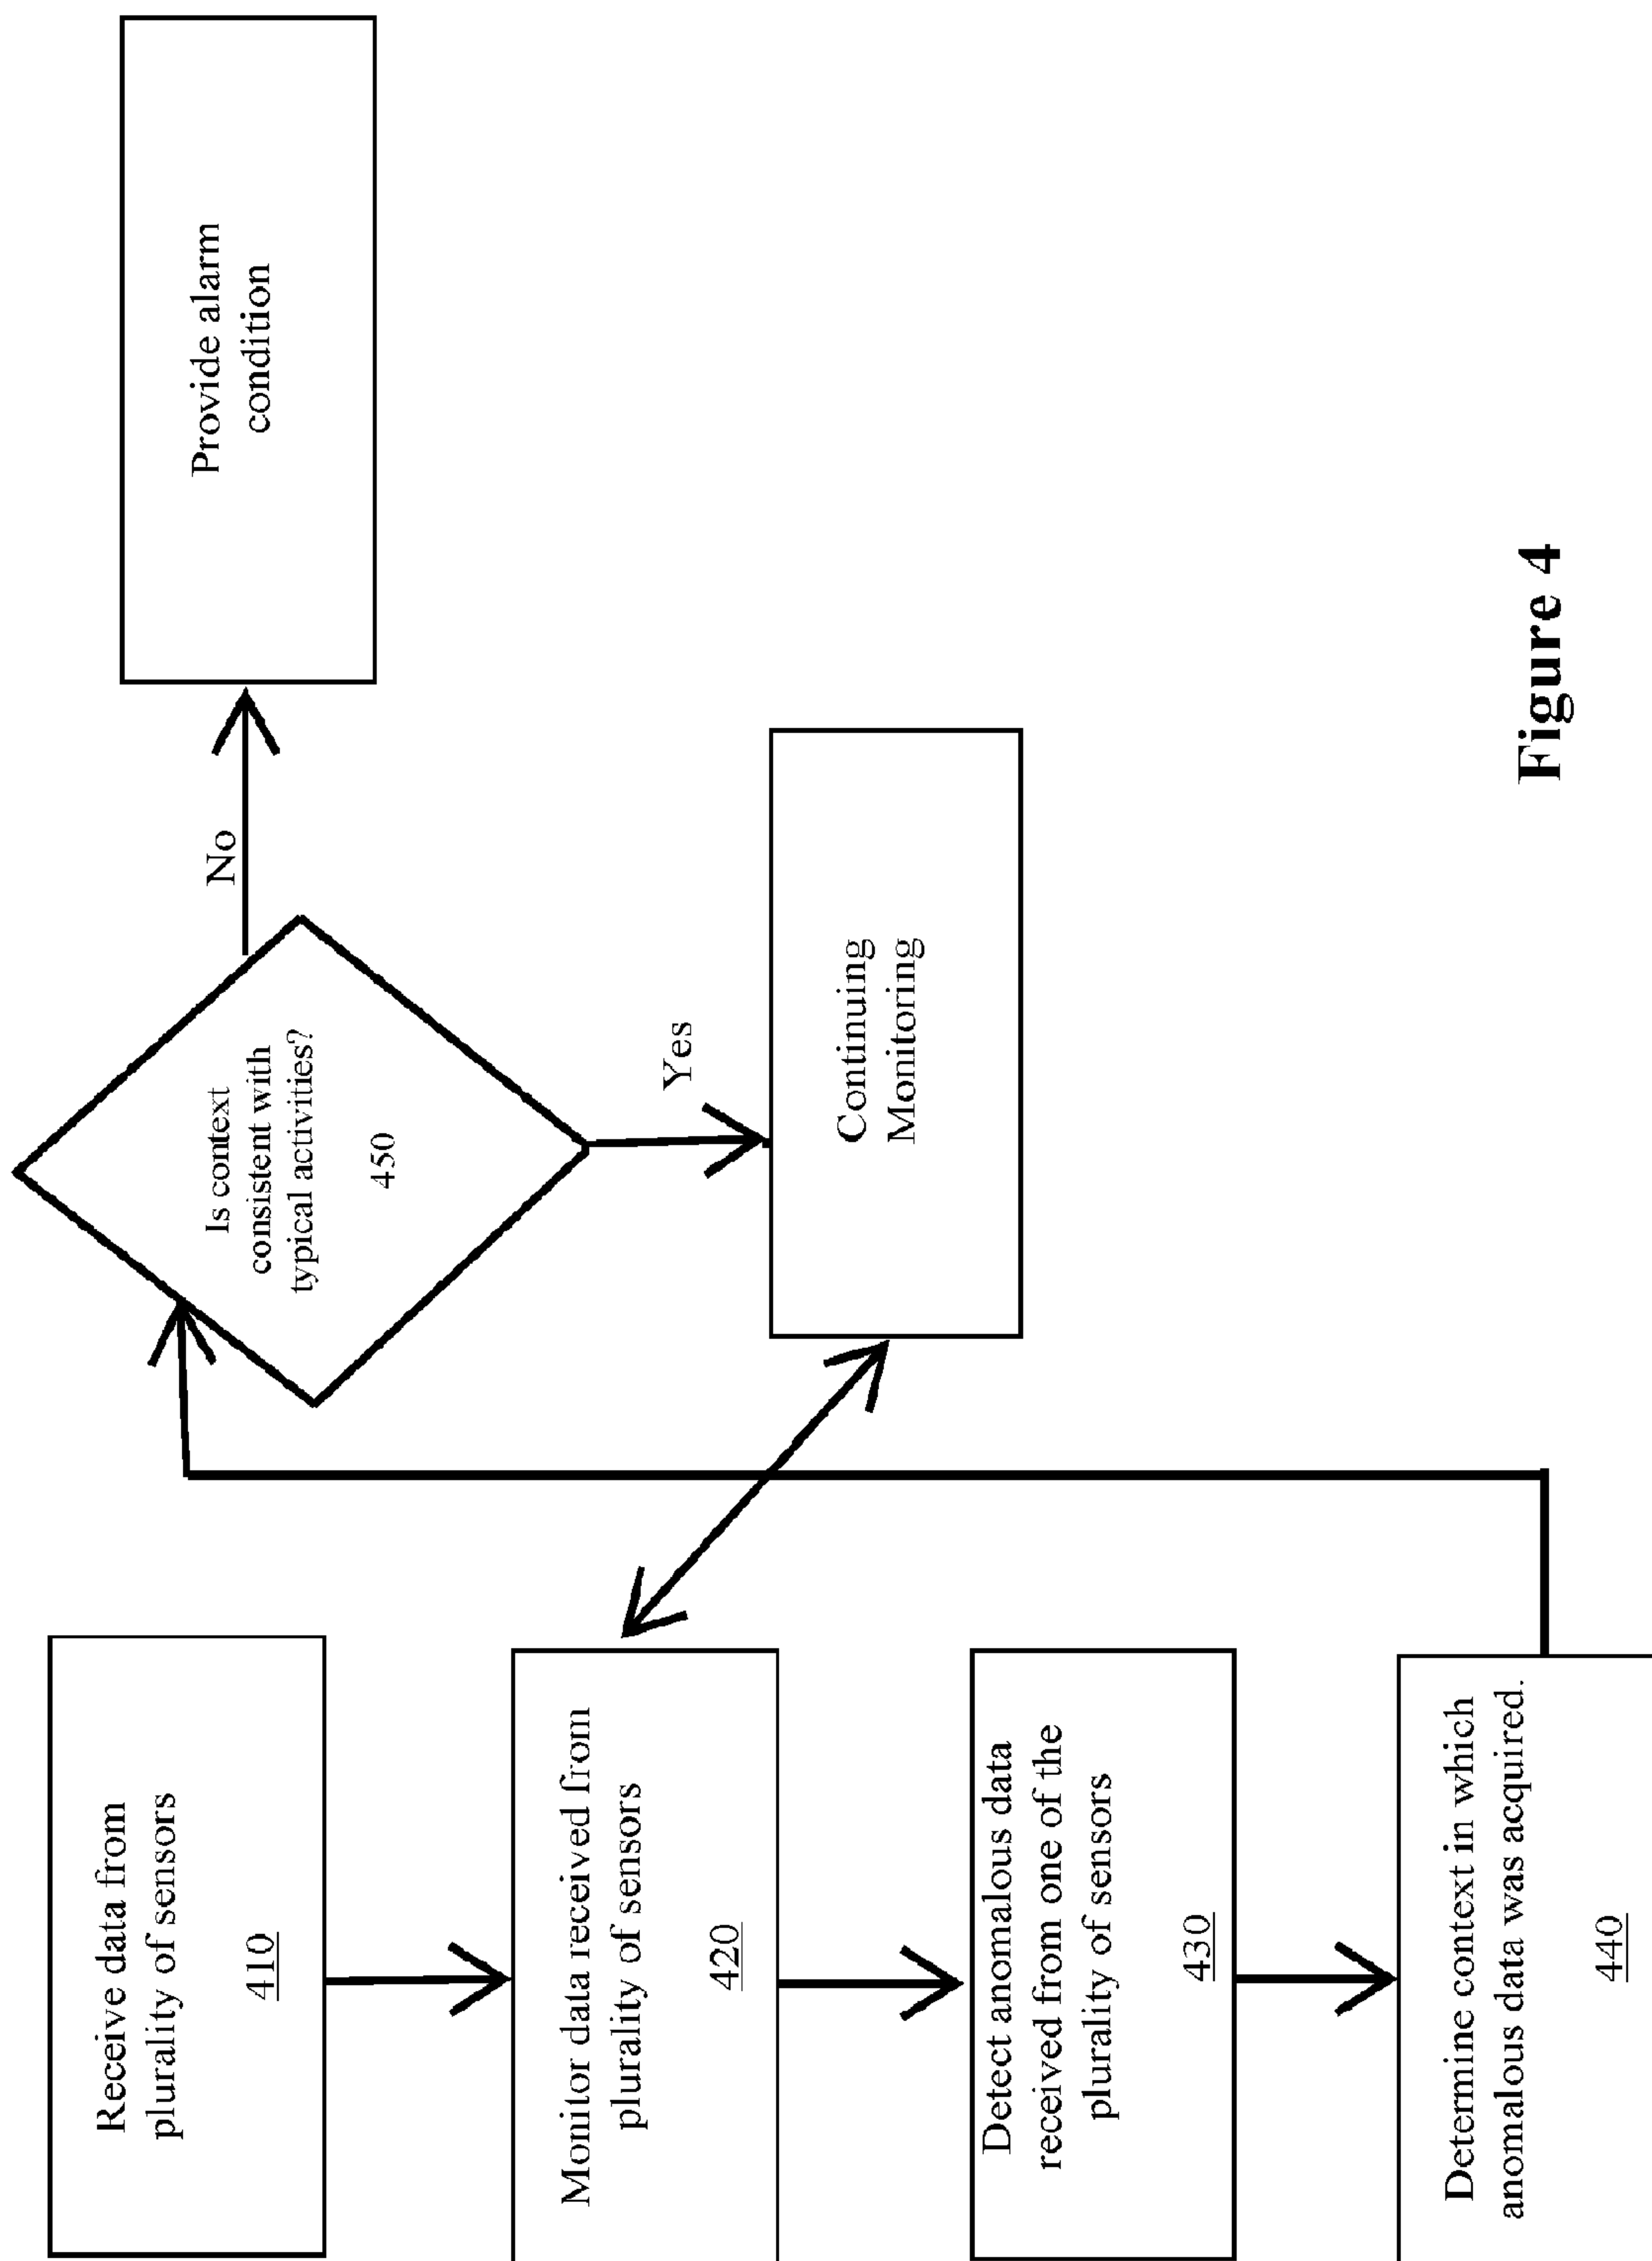 Receive data from
plurality of sensors
410
Monitor data received from
plurality of sensors
420
Detect anomalous data
received from one of the
plurality of sensors
430
Determine context in which
anomalous data was acquired.
440
Is context
consistent with
typical activities?
450
No
Provide alarm
condition
Yes
Continuing
Monitoring
Figure 4